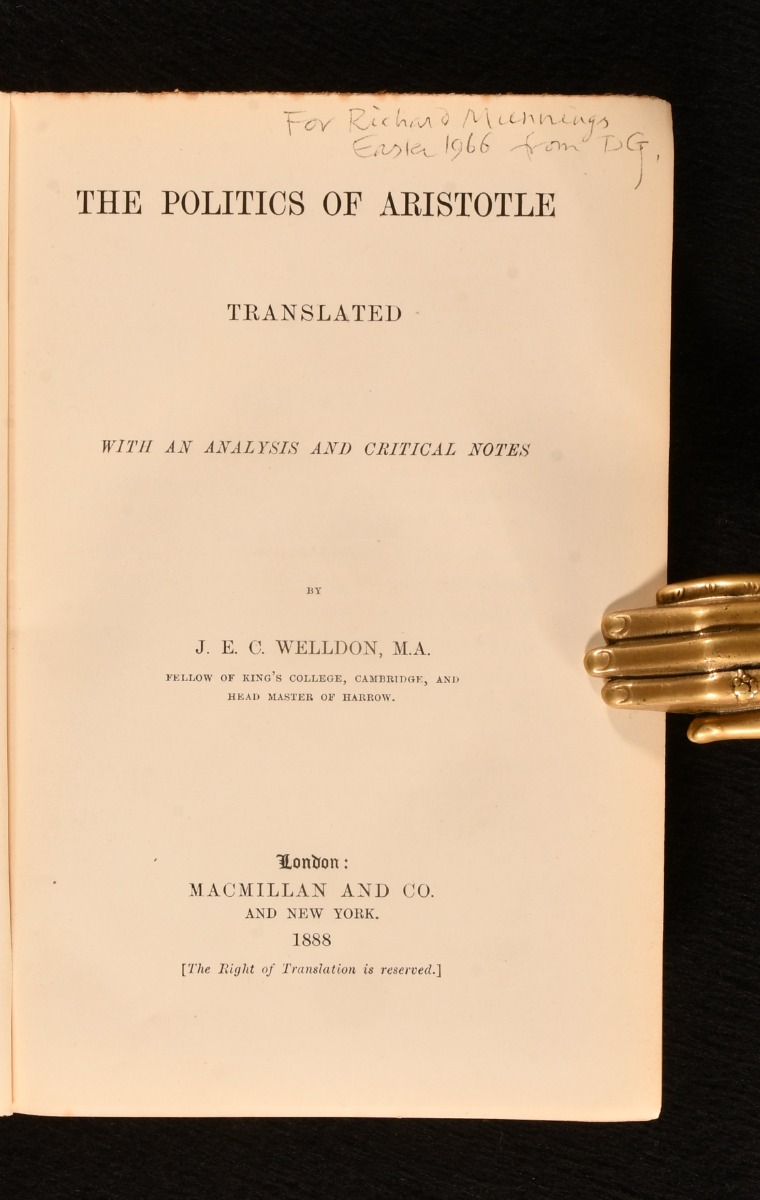 For Richard Munnings
Easter 1966 from DG,
THE POLITICS OF ARISTOTLE
TRANSLATED
WITH AN ANALYSIS AND CRITICAL NOTES
BY
J. E. C. WELLDON, M.A.
FELLOW OF KING'S COLLEGE, CAMBRIDGE, AND
HEAD MASTER OF HARROW.
London:
MACMILLAN AND CO.
AND NEW YORK.
1888
[The Right of Translation is reserved.]